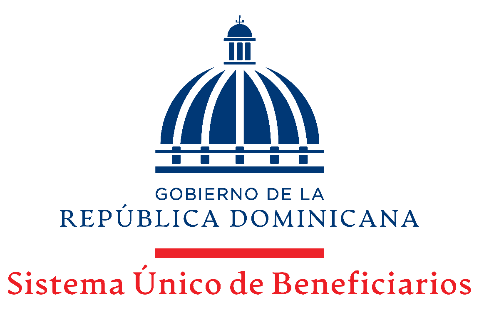 GOBIERNO DE LA
REPÚBLICA DOMINICANA
Sistema Único de Beneficiarios